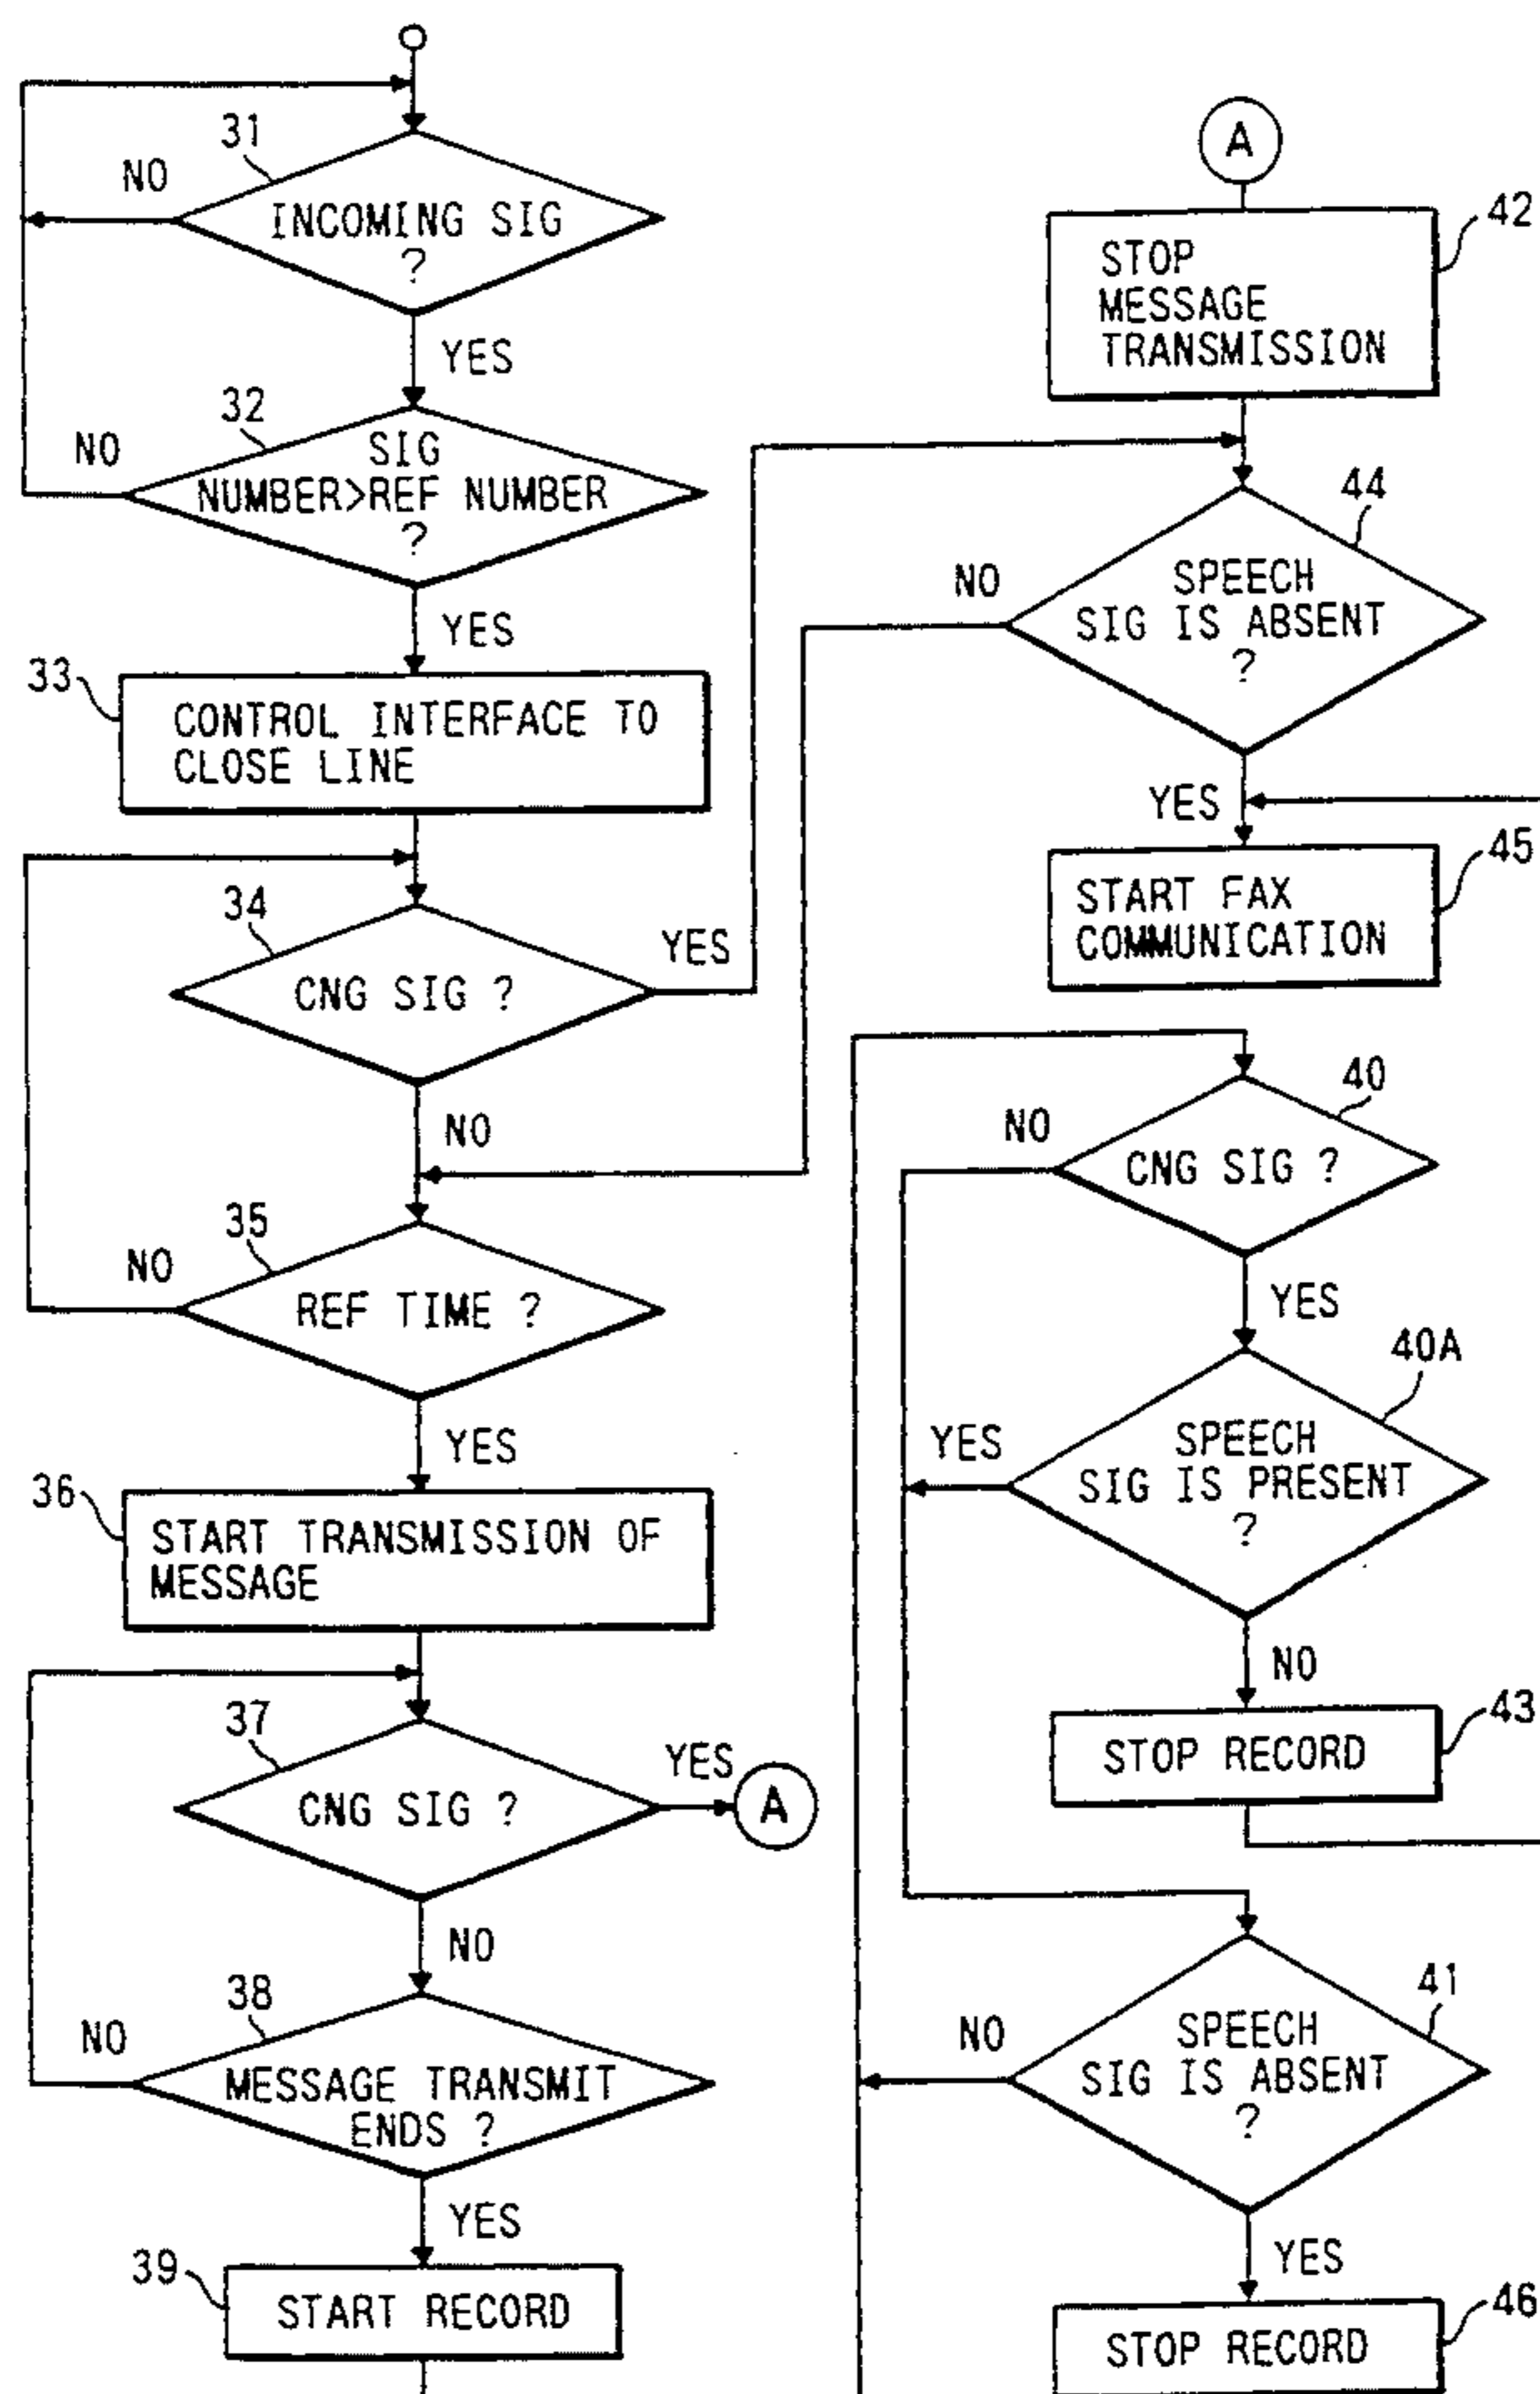 31
NO
INCOMING SIG
?
YES
32
NO
SIG
NUMBER>REF NUMBER
?
YES
33
CONTROL INTERFACE TO
CLOSE LINE
34
YES
CNG SIG ?
NO
35
NO
REF TIME ?
YES
36
START TRANSMISSION OF
MESSAGE
37
YES
A
CNG SIG ?
NO
38
NO
MESSAGE TRANSMIT
ENDS ?
YES
39
START RECORD
A
42
STOP
MESSAGE
TRANSMISSION
44
NO
SPEECH
SIG IS ABSENT
?
YES
45
START FAX
COMMUNICATION
40
NO
CNG SIG ?
YES
40A
YES
SPEECH
SIG IS PRESENT
?
NO
43
STOP RECORD
41
NO
SPEECH
SIG IS ABSENT
?
YES
46
STOP RECORD